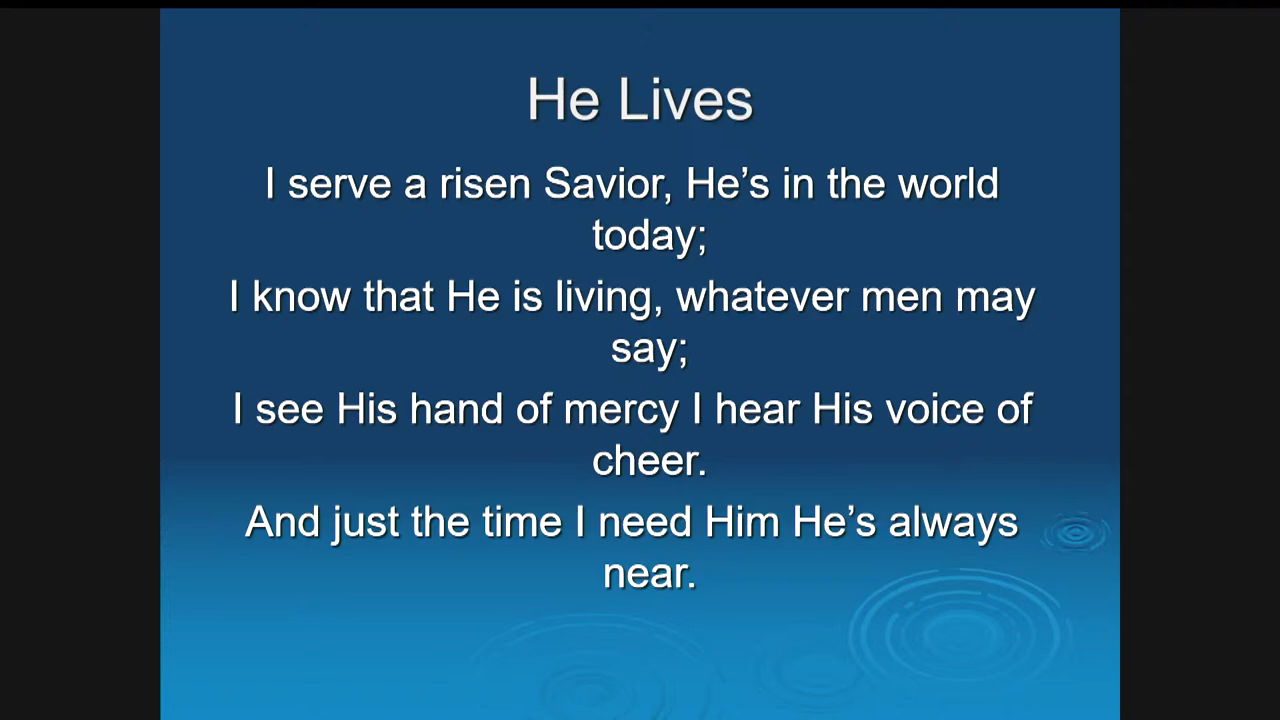 He Lives
I serve a risen Savior, He’s in the world
today;
I know that He is living, whatever men may
say;
I see His hand of mercy I hear His voice of
cheer.
And just the time I need Him He’s always
near.